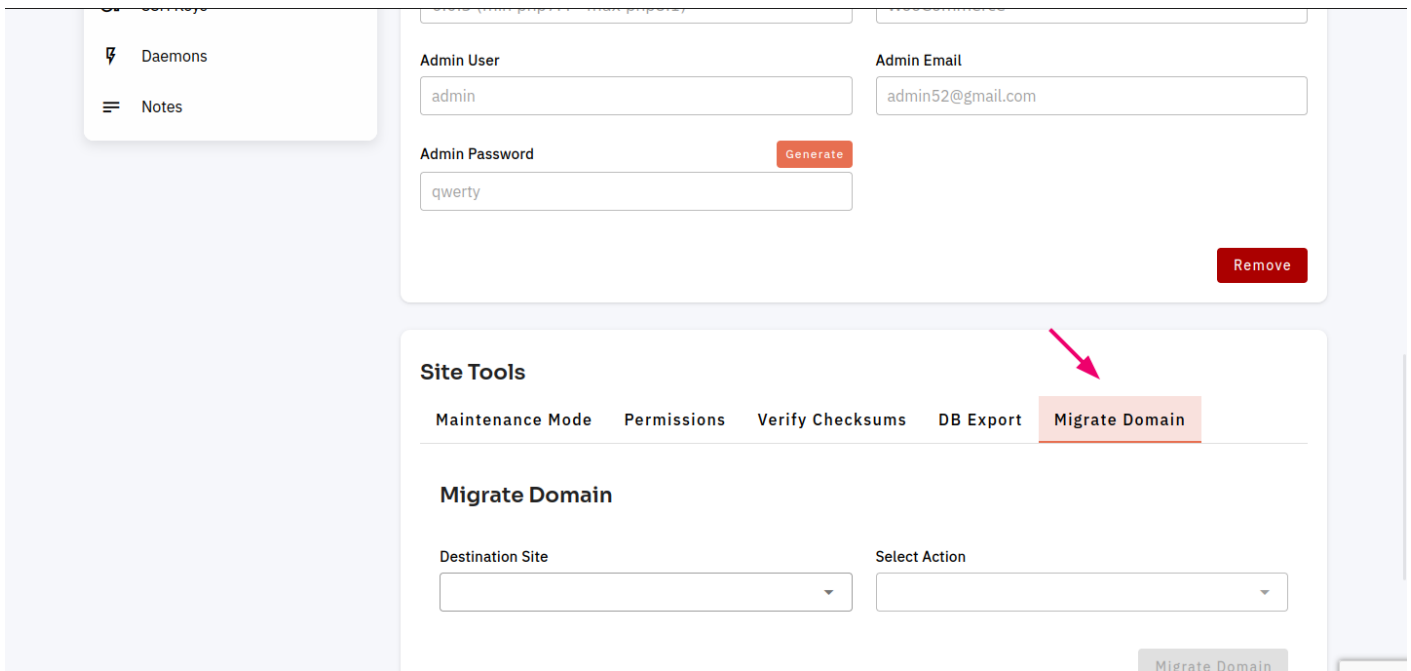 Daemons
Notes
Admin User
Admin Email
admin
admin52@gmail.com
Admin Password
Generate
qwerty
Remove
Site Tools
Maintenance Mode Permissions Verify Checksums DB Export Migrate Domain
Migrate Domain
Destination Site
Select Action
Migrate Domain